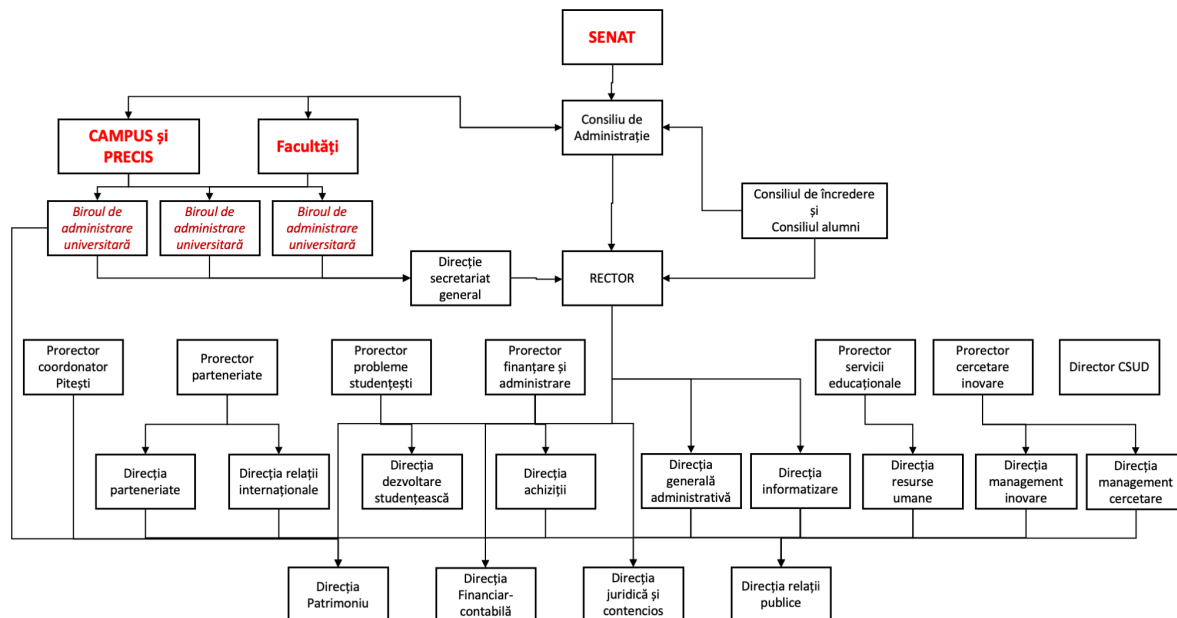 SENAT
Consiliu de
Administrație
CAMPUS și
PRECIS
Facultăți
Consiliul de încredere
și
Consiliul alumni
Biroul de
administrare
universitară
Biroul de
administrare
universitară
Biroul de
administrare
universitară
Direcție
secretariat
general
RECTOR
Prorector
coordonator
Pitești
Prorector
parteneriate
Prorector
probleme
studențești
Prorector
finanțare și
administrare
Prorector
servicii
educaționale
Prorector
cercetare
inovare
Director CSUD
Direcția
parteneriate
Direcția relații
internaționale
Direcția
dezvoltare
studențească
Direcția
achiziții
Direcția
generală
administrativă
Direcția
informatizare
Direcția
resurse
umane
Direcția
management
inovare
Direcția
management
cercetare
Direcția
Patrimoniu
Direcția
Financiar-
contabilă
Direcția
juridică și
contencios
Direcția relații
publice